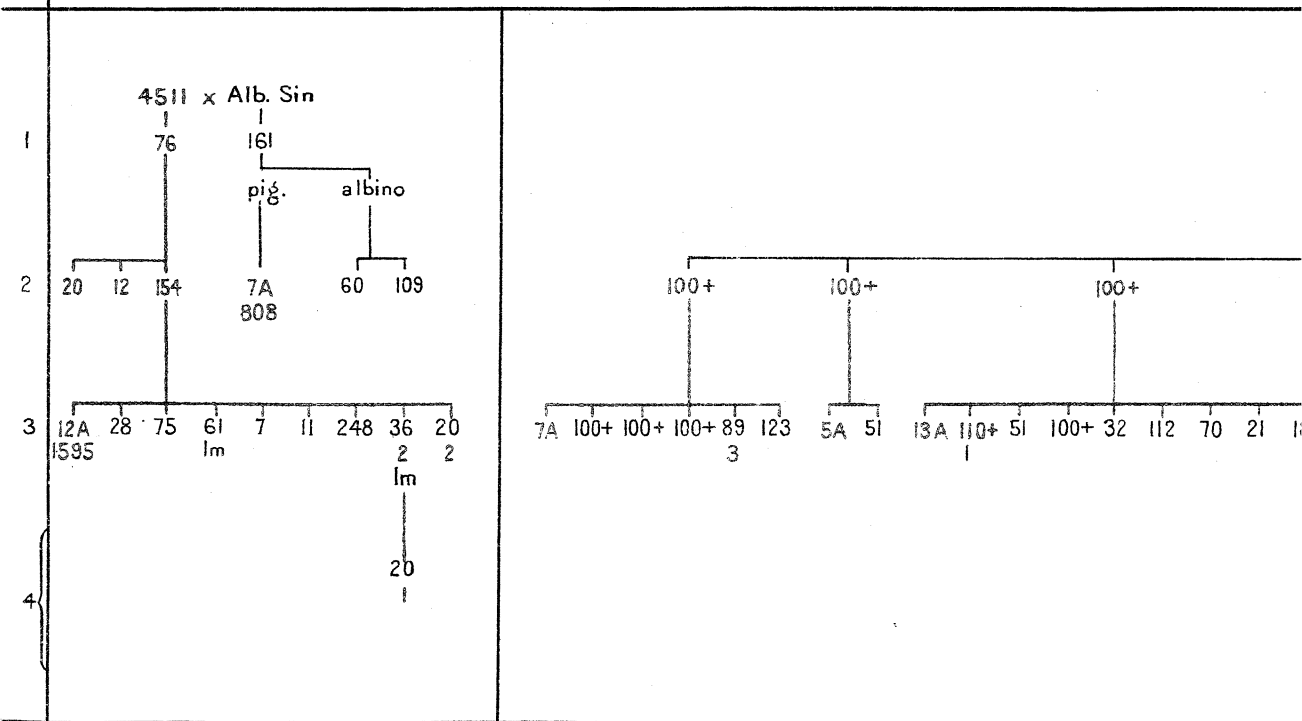 4511 x Alb. Sin
1 76 161
pig. albino
2 20 12 154 7A 60 109 100+ 100+ 100+
808
3 12A 28 75 61 7 11 248 36 20 7A 100+ 100+ 100+ 89 123 5A 51 13A 110+ 51 100+ 32 112 70 21
1595 1m 2 2 3 1
1m
20
4 1